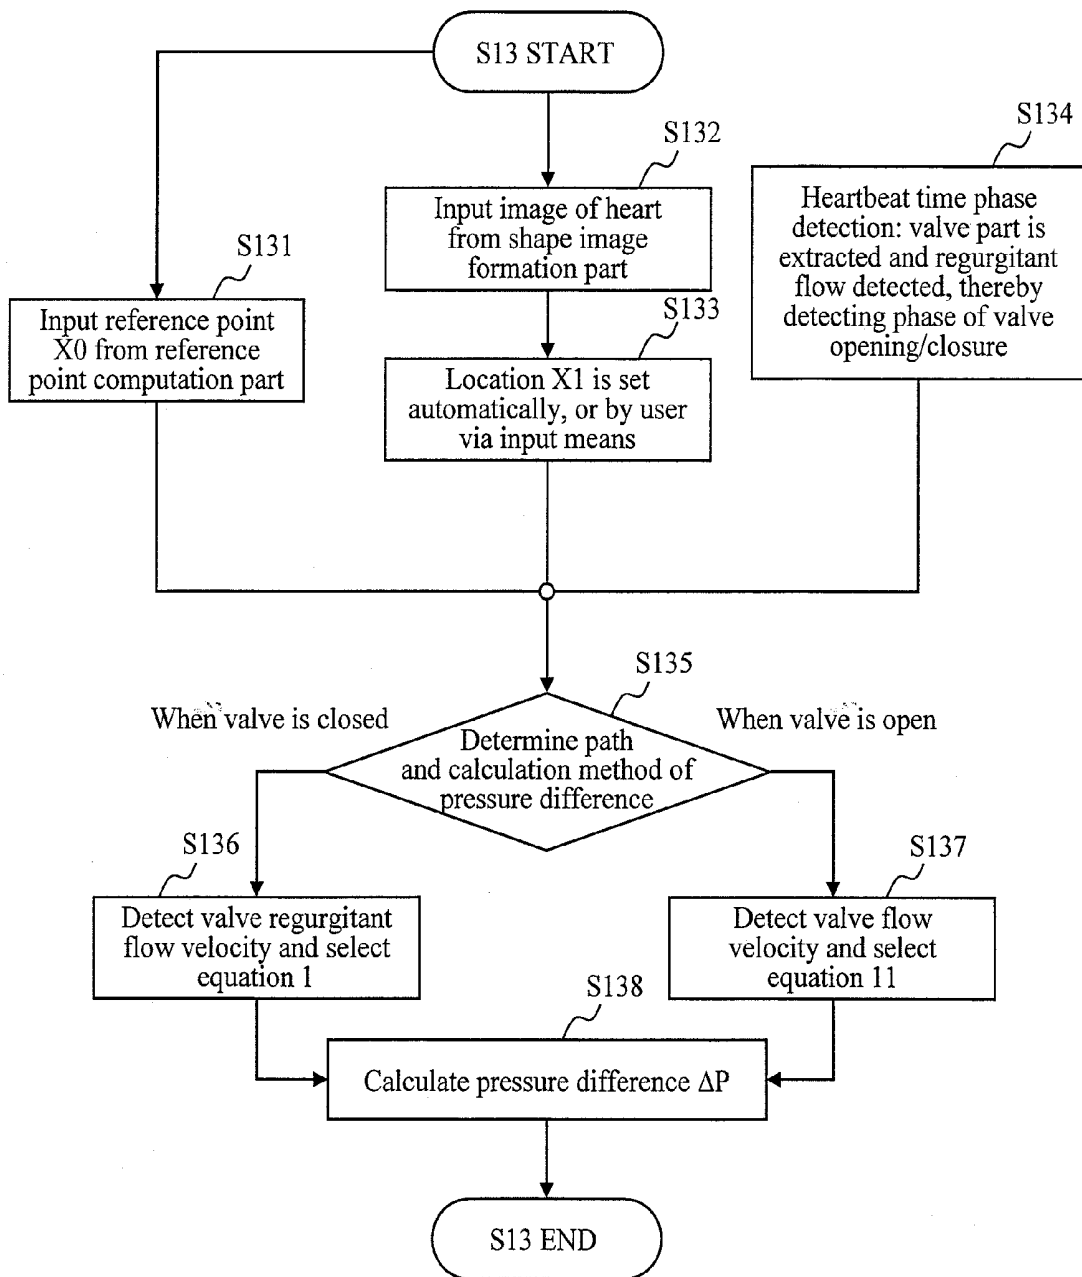 S13 START
S134
S132
Heartbeat time phase
detection: valve part is
extracted and regurgitant
flow detected, thereby
detecting phase of valve
opening/closure
Input image of heart
from shape image
formation part
S131
Input reference point
X0 from reference
point computation part
S133
Location X1 is set
automatically, or by user
via input means
S135
When valve is closed
When valve is open
Determine path
and calculation method of
pressure difference
S136
Detect valve regurgitant
flow velocity and select
equation 1
S137
Detect valve flow
velocity and select
equation 11
S138
Calculate pressure difference ΔP
S13 END